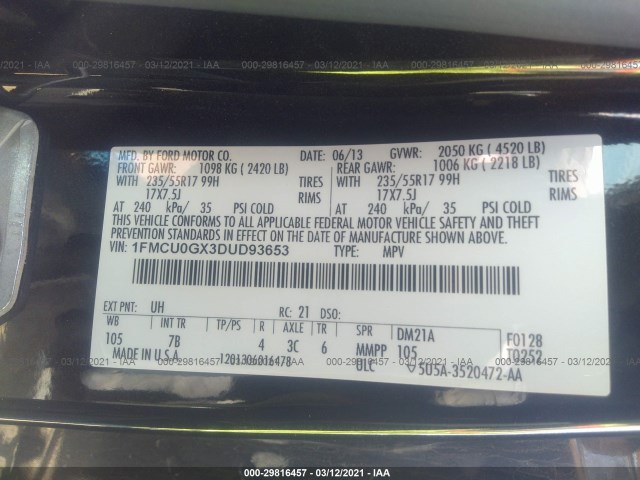 000-29816457 - 03/12/2021 - IAA
MFD. BY FORD MOTOR CO. DATE: 06/13 GVWR: 2050 KG ( 4520 LB)
FRONT GAWR: 1098 KG ( 2420 LB) REAR GAWR: 1006 KG ( 2218 LB)
WITH 235/55R17 99H TIRES WITH 235/55R17 99H TIRES
17X7.5J RIMS 17X7.5J RIMS
AT 240 kPa/ 35 PSI COLD AT 240 kPa/ 35 PSI COLD
THIS VEHICLE CONFORMS TO ALL APPLICABLE FEDERAL MOTOR VEHICLE SAFETY AND THEFT
PREVENTION STANDARDS IN EFFECT ON THE DATE OF MANUFACTURE SHOWN ABOVE.
VIN: 1FMCU0GX3DUD93653 TYPE: MPV
EXT PNT: UH RC: 21 DSO:
WB INT TR TP/PS R AXLE TR SPR DM21A F0128
105 7B 4 3C 6 MMPP 105 T0252
MADE IN U.S.A. 1201306016478 ULC 5U5A-3520472-AA
000-29816457 - 03/12/2021 - IAA